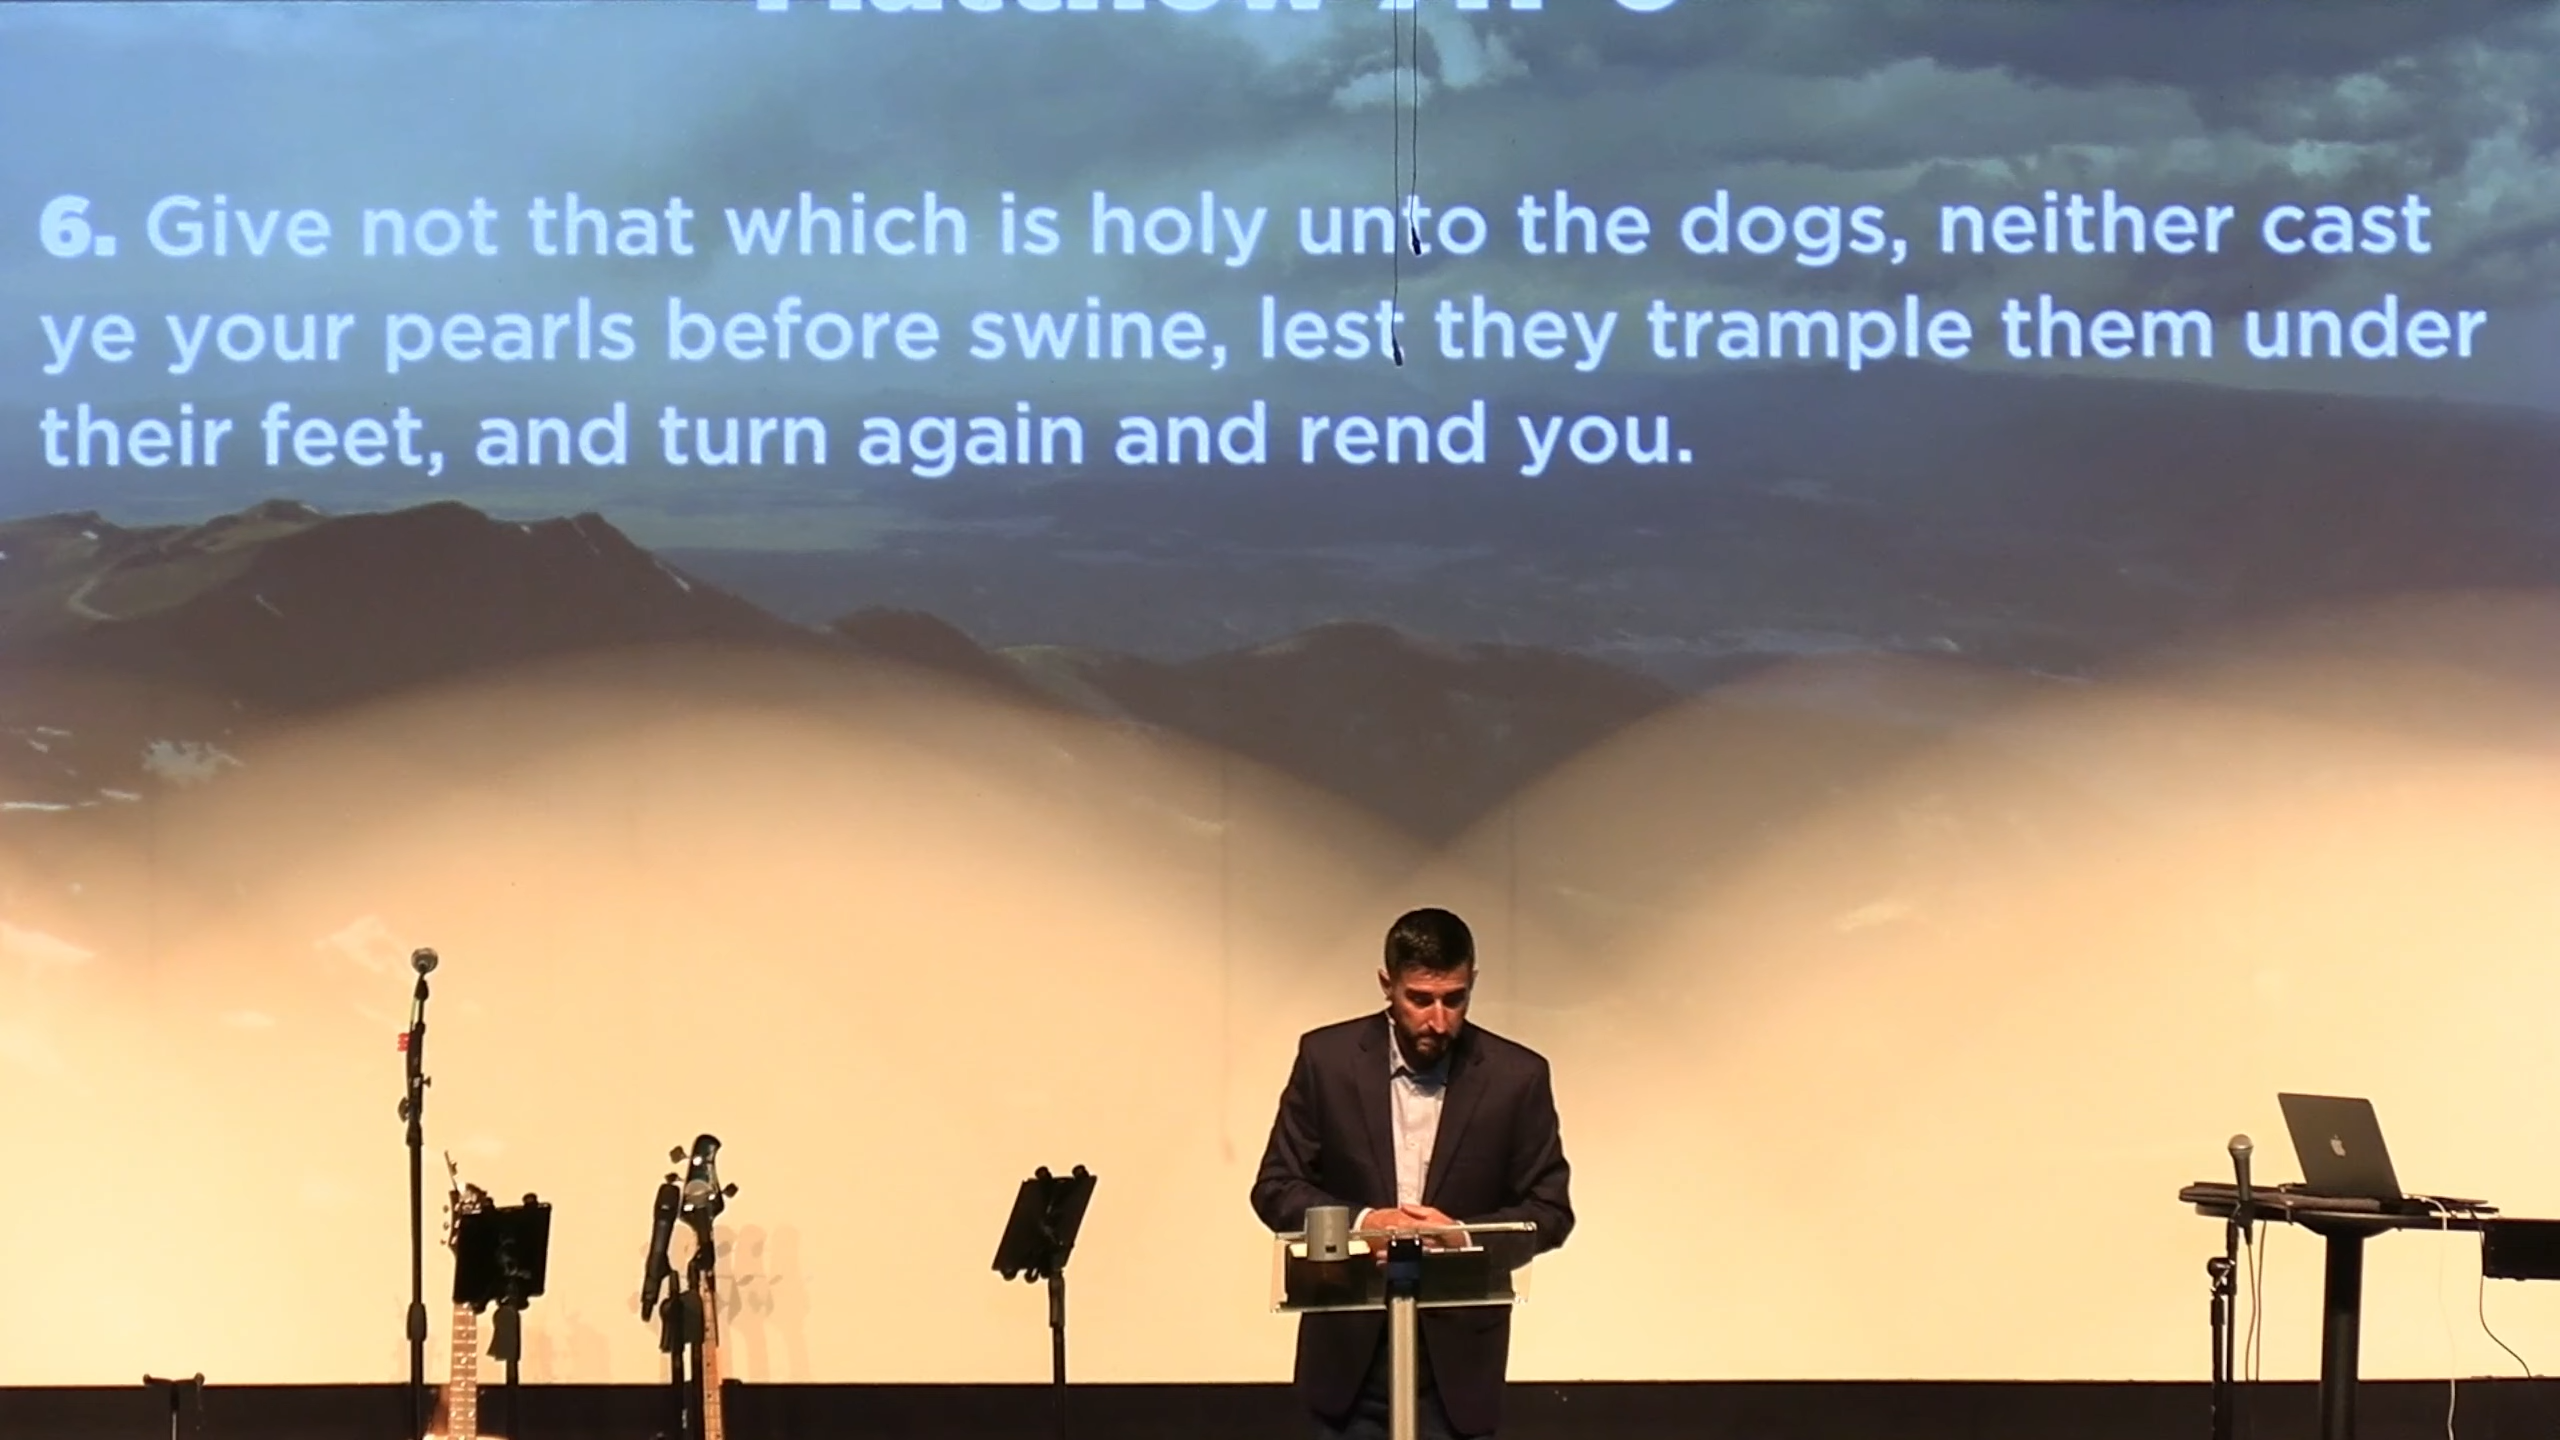 6. Give not that which is holy unto the dogs, neither cast
ye your pearls before swine, lest they trample them under
their feet, and turn again and rend you.